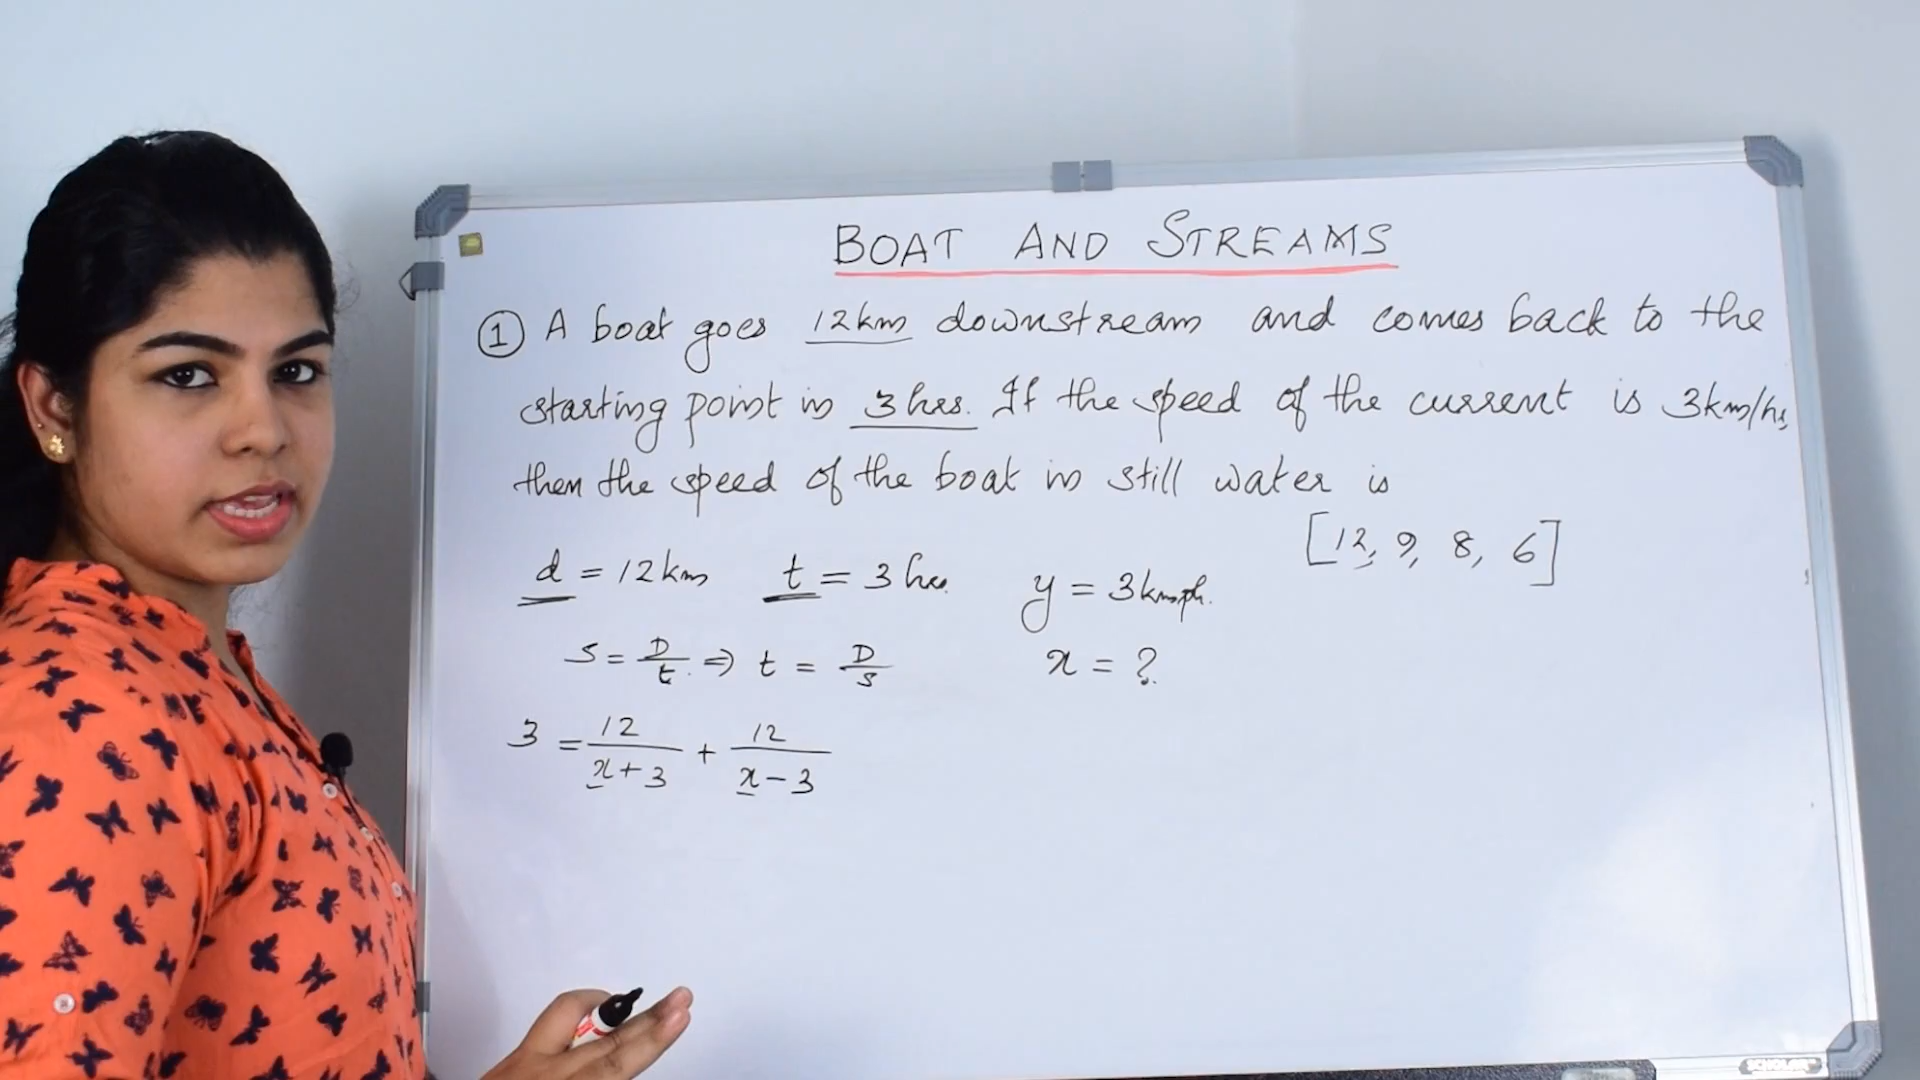 BOAT AND STREAMS
① A boat goes 12km downstream and comes back to the
starting point in 3 hrs. If the speed of the current is 3km/hr,
then the speed of the boat in still water is
[12, 9, 8, 6]
d = 12km t = 3 hrs. y = 3kmph.
s = D/t ⇒ t = D/s x = ?
3 = 12/(x+3) + 12/(x-3)